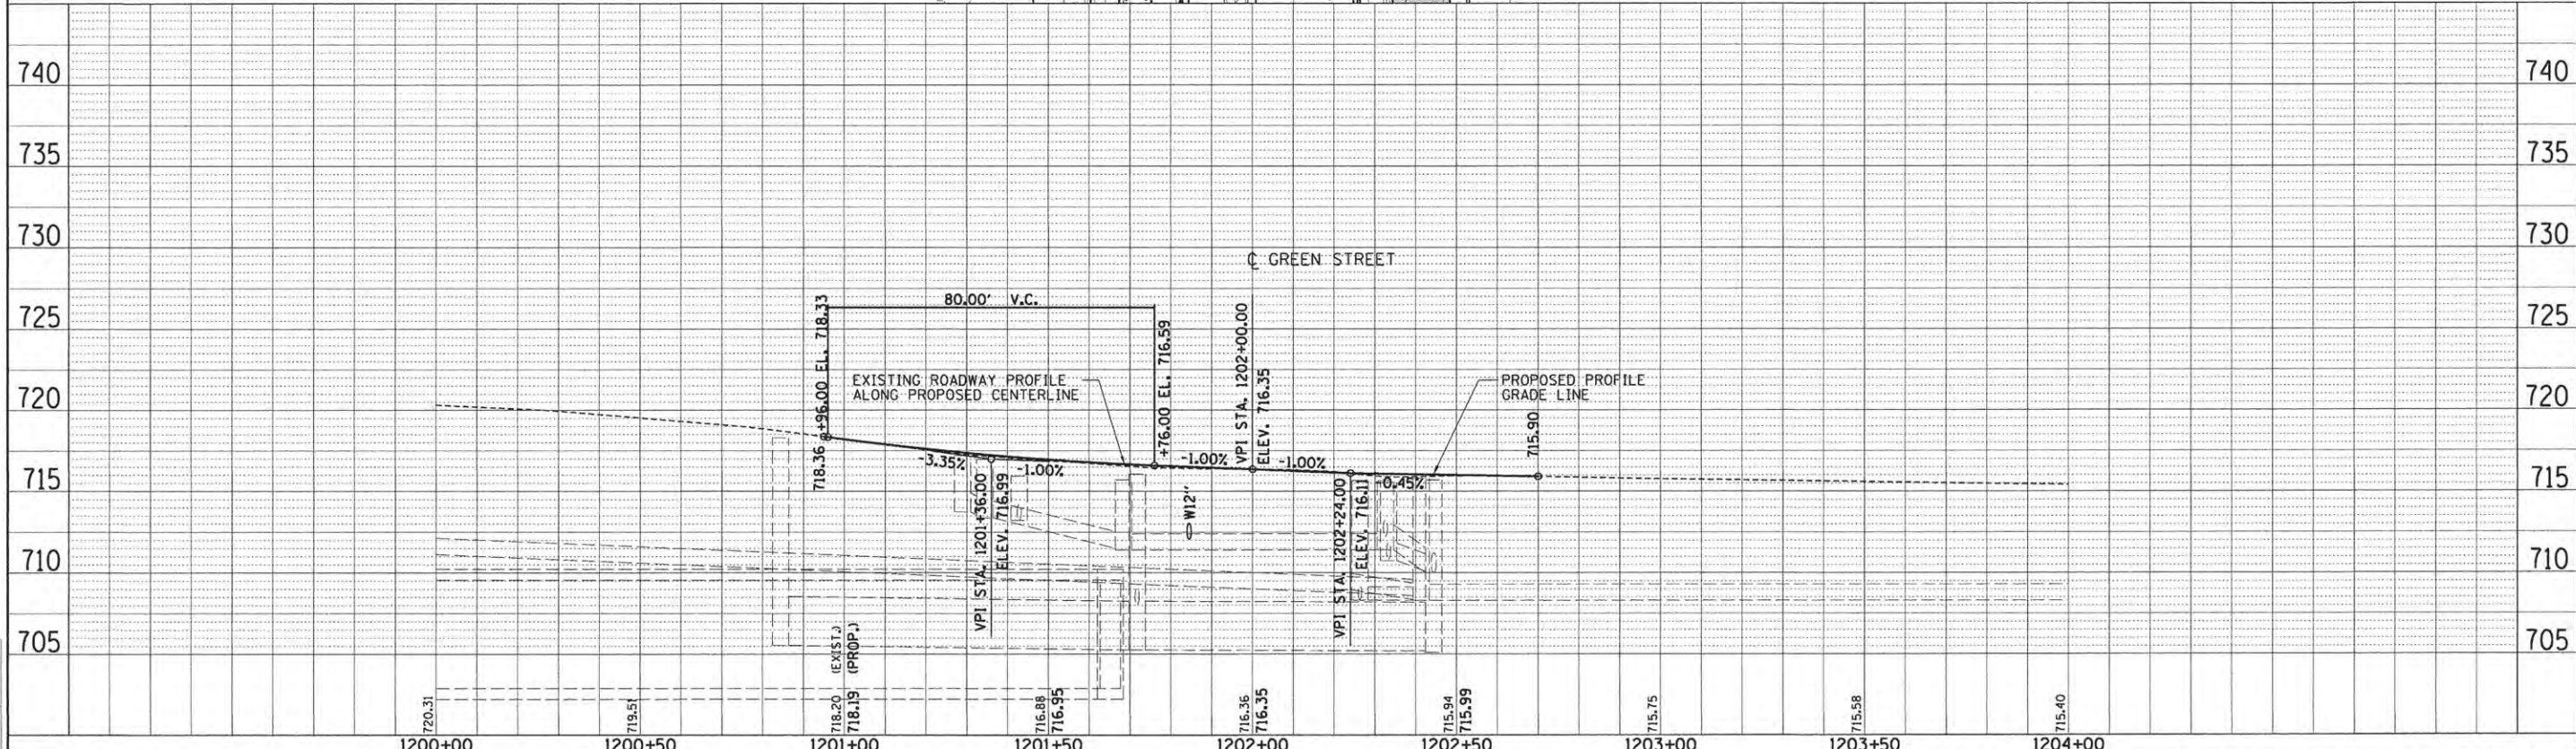 740
740
735
735
730
730
℄ GREEN STREET
725
725
80.00' V.C.
+96.00 EL. 718.33
+76.00 EL. 716.59
VPI STA. 1202+00.00
ELEV. 716.35
EXISTING ROADWAY PROFILE
ALONG PROPOSED CENTERLINE
PROPOSED PROFILE
GRADE LINE
720
720
718.36
715.90
-3.35%
-1.00%
-1.00%
-1.00%
-0.45%
715
715
VPI STA. 1201+36.00
ELEV. 716.99
W12"
VPI STA. 1202+24.00
ELEV. 716.11
710
710
705
705
720.31
719.51
718.20 (EXIST.)
718.19 (PROP.)
716.88
716.95
716.36
716.35
715.94
715.99
715.75
715.58
715.40
1200+00
1200+50
1201+00
1201+50
1202+00
1202+50
1203+00
1203+50
1204+00